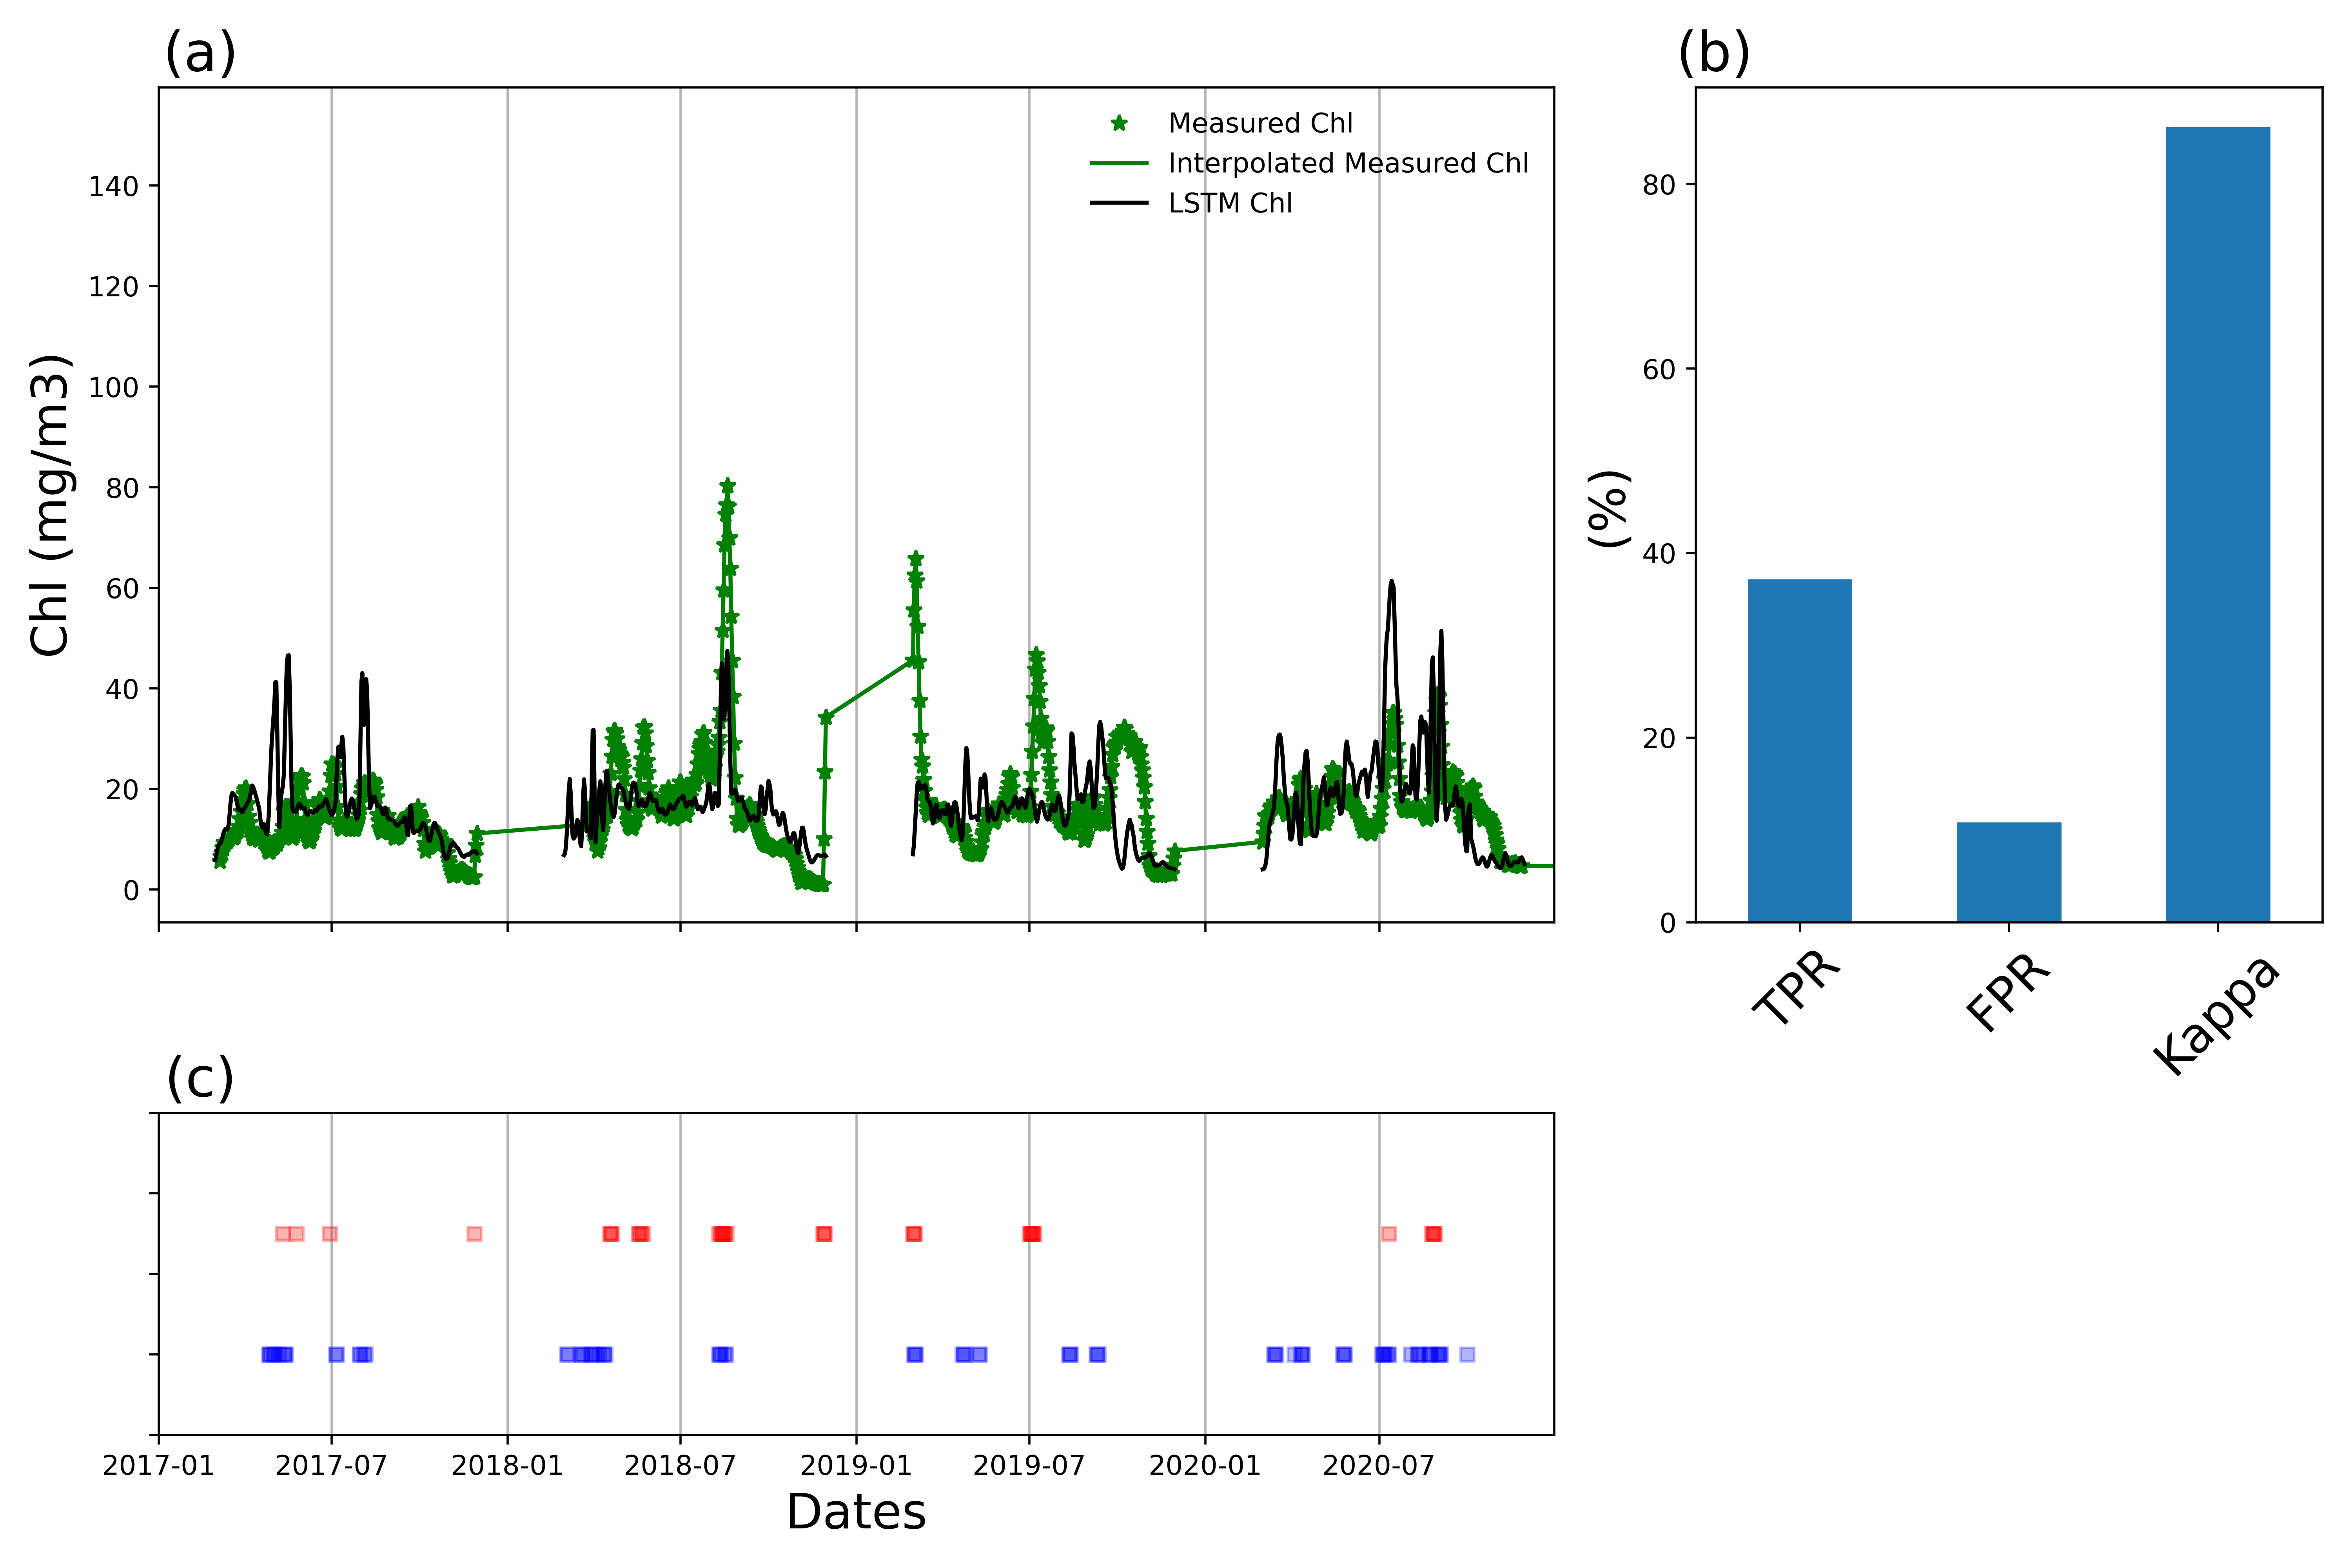 (a)
Measured Chl
Interpolated Measured Chl
LSTM Chl
140
120
100
80
60
40
20
0
Chl (mg/m3)
(b)
80
60
40
20
0
(%)
TPR
FPR
Kappa
(c)
2017-01
2017-07
2018-01
2018-07
2019-01
2019-07
2020-01
2020-07
Dates